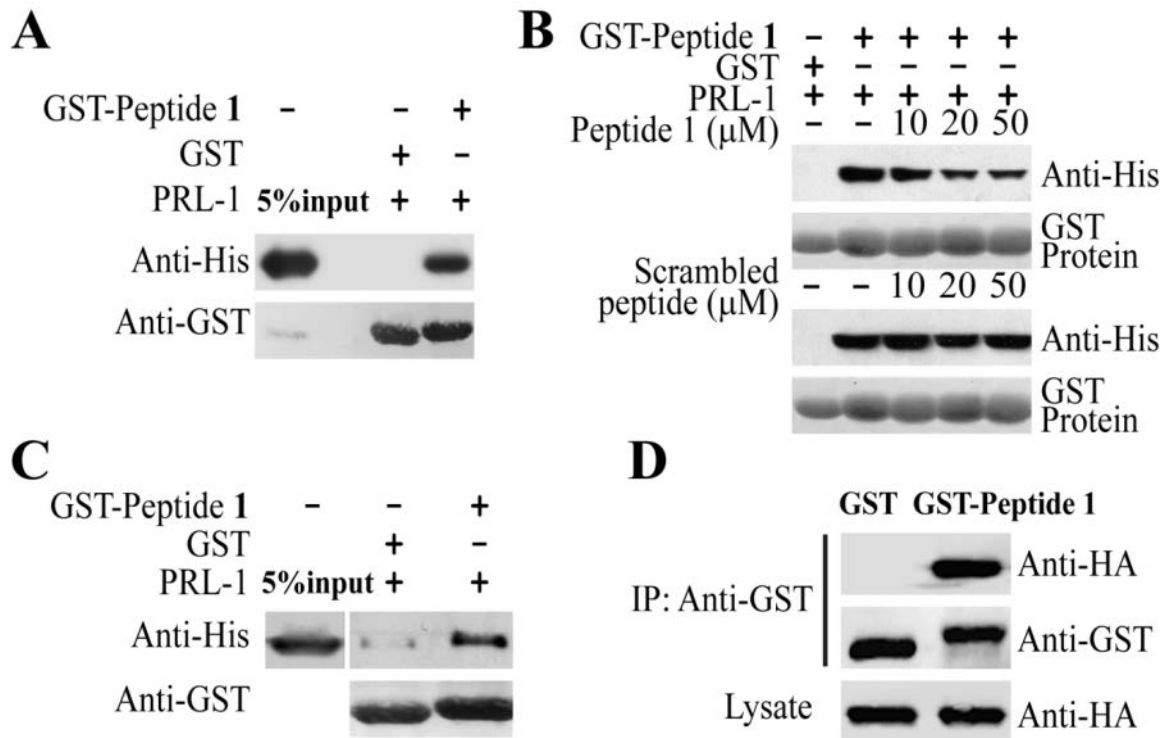 A
GST-Peptide 1 – – +
GST + –
PRL-1 5%input + +
Anti-His
Anti-GST
B
GST-Peptide 1 – + + + +
GST + – – – –
PRL-1 + + + + +
Peptide 1 (μM) – – 10 20 50
Anti-His
GST
Protein
Scrambled
peptide (μM) – – 10 20 50
Anti-His
GST
Protein
C
GST-Peptide 1 – – +
GST + –
PRL-1 5%input + +
Anti-His
Anti-GST
D
GST GST-Peptide 1
IP: Anti-GST
Anti-HA
Anti-GST
Lysate Anti-HA